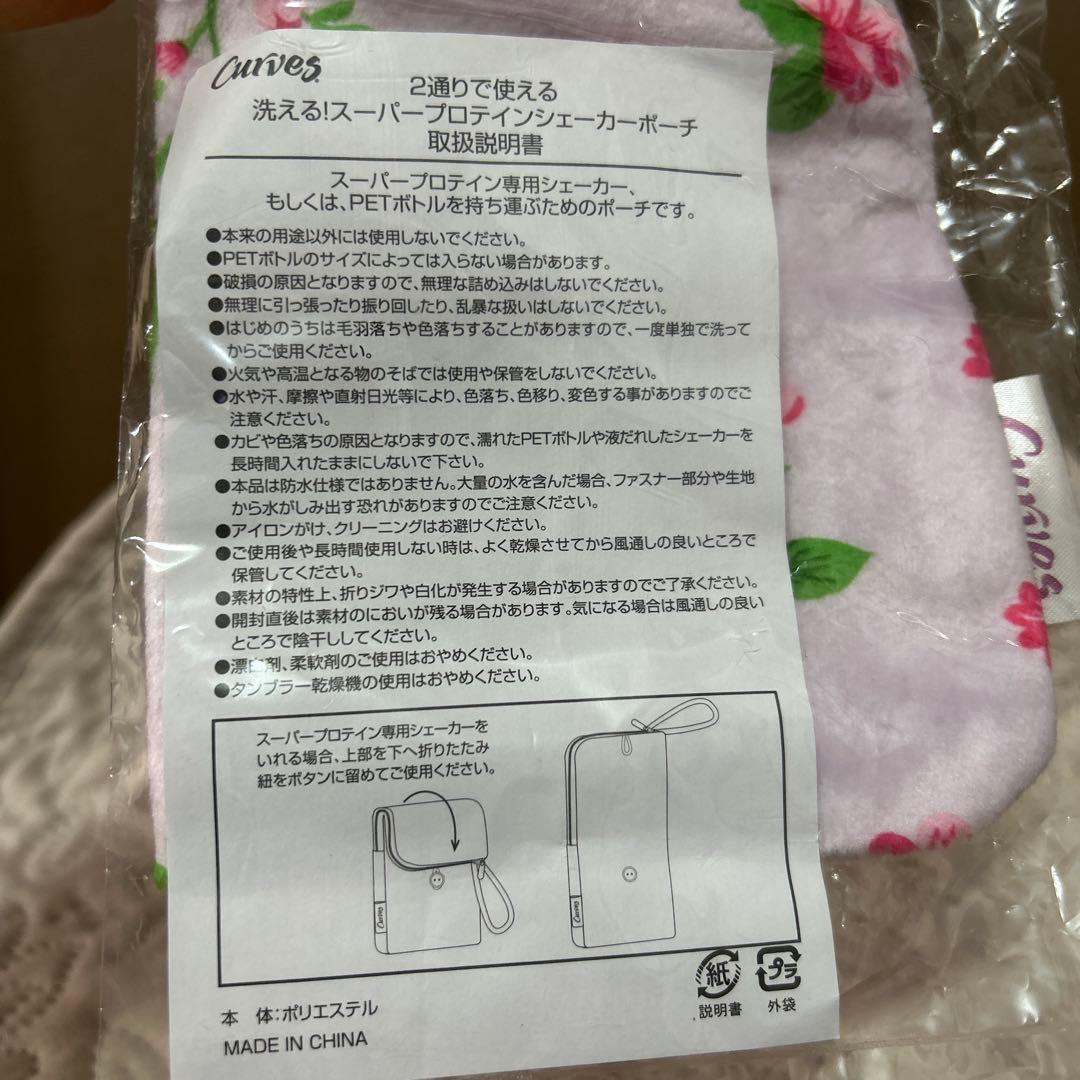 Curves
2通りで使える
洗える!スーパープロテインシェーカーポーチ
取扱説明書
スーパープロテイン専用シェーカー、
もしくは、PETボトルを持ち運ぶためのポーチです。
●本来の用途以外には使用しないでください。
●PETボトルのサイズによっては入らない場合があります。
●破損の原因となりますので、無理な詰め込みはしないでください。
●無理に引っ張ったり振り回したり、乱暴な扱いはしないでください。
●はじめのうちは毛羽落ちや色落ちすることがありますので、一度単独で洗って
からご使用ください。
●火気や高温となる物のそばでは使用や保管をしないでください。
●水や汗、摩擦や直射日光等により、色落ち、色移り、変色する事がありますのでご
注意ください。
●カビや色落ちの原因となりますので、濡れたPETボトルや液だれしたシェーカーを
長時間入れたままにしないで下さい。
●本品は防水仕様ではありません。大量の水を含んだ場合、ファスナー部分や生地
から水がしみ出す恐れがありますのでご注意ください。
●アイロンがけ、クリーニングはお避けください。
●ご使用後や長時間使用しない時は、よく乾燥させてから風通しの良いところで
保管してください。
●素材の特性上、折りジワや白化が発生する場合がありますのでご了承ください。
●開封直後は素材のにおいが残る場合があります。気になる場合は風通しの良い
ところで陰干ししてください。
●漂白剤、柔軟剤のご使用はおやめください。
●タンブラー乾燥機の使用はおやめください。
スーパープロテイン専用シェーカーを
いれる場合、上部を下へ折りたたみ
紐をボタンに留めてご使用ください。
Curves
Curves
紙
説明書
プラ
外袋
本 体:ポリエステル
MADE IN CHINA
Curves